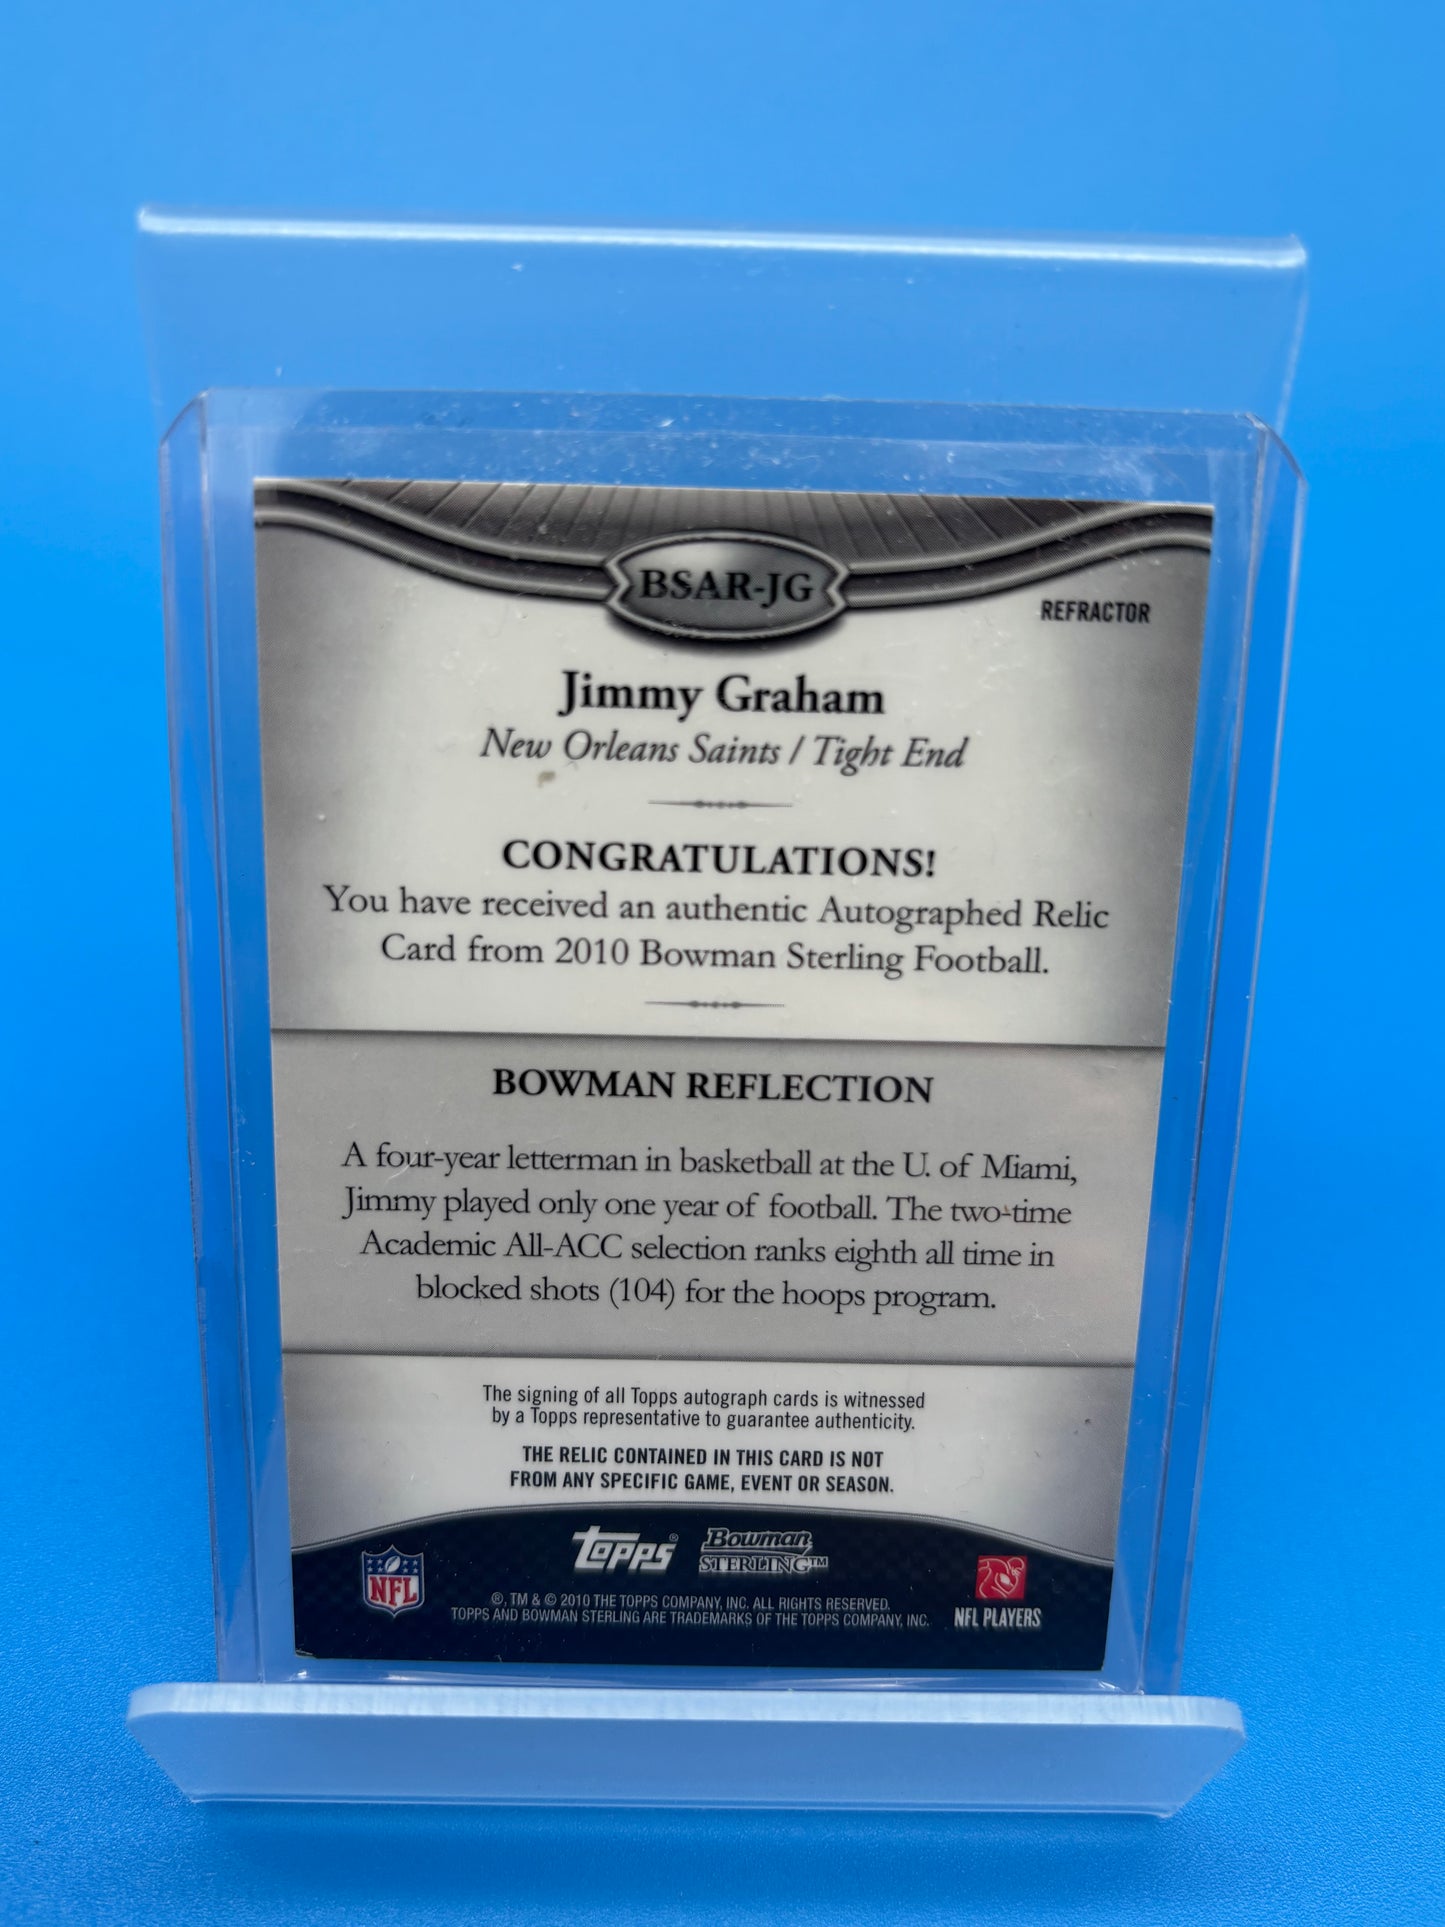 BSAR-JG
REFRACTOR
Jimmy Graham
New Orleans Saints / Tight End
CONGRATULATIONS!
You have received an authentic Autographed Relic
Card from 2010 Bowman Sterling Football.
BOWMAN REFLECTION
A four-year letterman in basketball at the U. of Miami,
Jimmy played only one year of football. The two-time
Academic All-ACC selection ranks eighth all time in
blocked shots (104) for the hoops program.
The signing of all Topps autograph cards is witnessed
by a Topps representative to guarantee authenticity.
THE RELIC CONTAINED IN THIS CARD IS NOT
FROM ANY SPECIFIC GAME, EVENT OR SEASON.
Topps® Bowman
STERLING™
NFL
®, TM & © 2010 THE TOPPS COMPANY, INC. ALL RIGHTS RESERVED.
TOPPS AND BOWMAN STERLING ARE TRADEMARKS OF THE TOPPS COMPANY, INC.
NFL PLAYERS